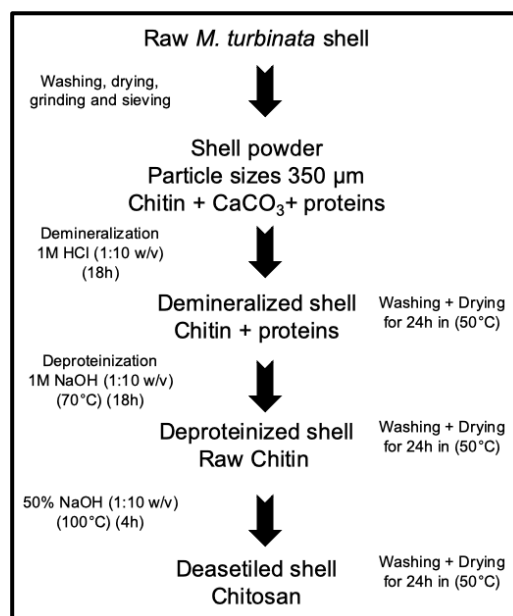 Raw M. turbinata shell
Washing, drying,
grinding and sieving
Shell powder
Particle sizes 350 µm
Chitin + CaCO₃+ proteins
Demineralization
1M HCl (1:10 w/v)
(18h)
Demineralized shell
Chitin + proteins
Washing + Drying
for 24h in (50°C)
Deproteinization
1M NaOH (1:10 w/v)
(70°C) (18h)
Deproteinized shell
Raw Chitin
Washing + Drying
for 24h in (50°C)
50% NaOH (1:10 w/v)
(100°C) (4h)
Deasetiled shell
Chitosan
Washing + Drying
for 24h in (50°C)